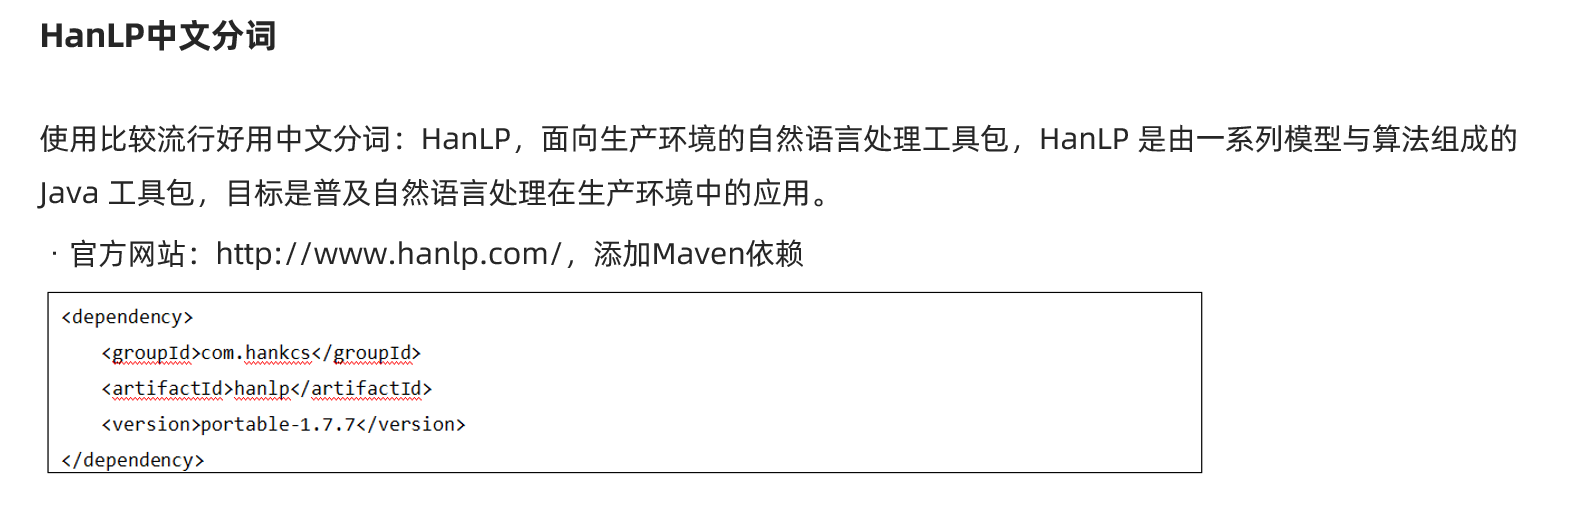 HanLP中文分词
使用比较流行好用中文分词：HanLP，面向生产环境的自然语言处理工具包，HanLP 是由一系列模型与算法组成的
Java 工具包，目标是普及自然语言处理在生产环境中的应用。
· 官方网站：http://www.hanlp.com/，添加Maven依赖
<dependency>
    <groupId>com.hankcs</groupId>
    <artifactId>hanlp</artifactId>
    <version>portable-1.7.7</version>
</dependency>